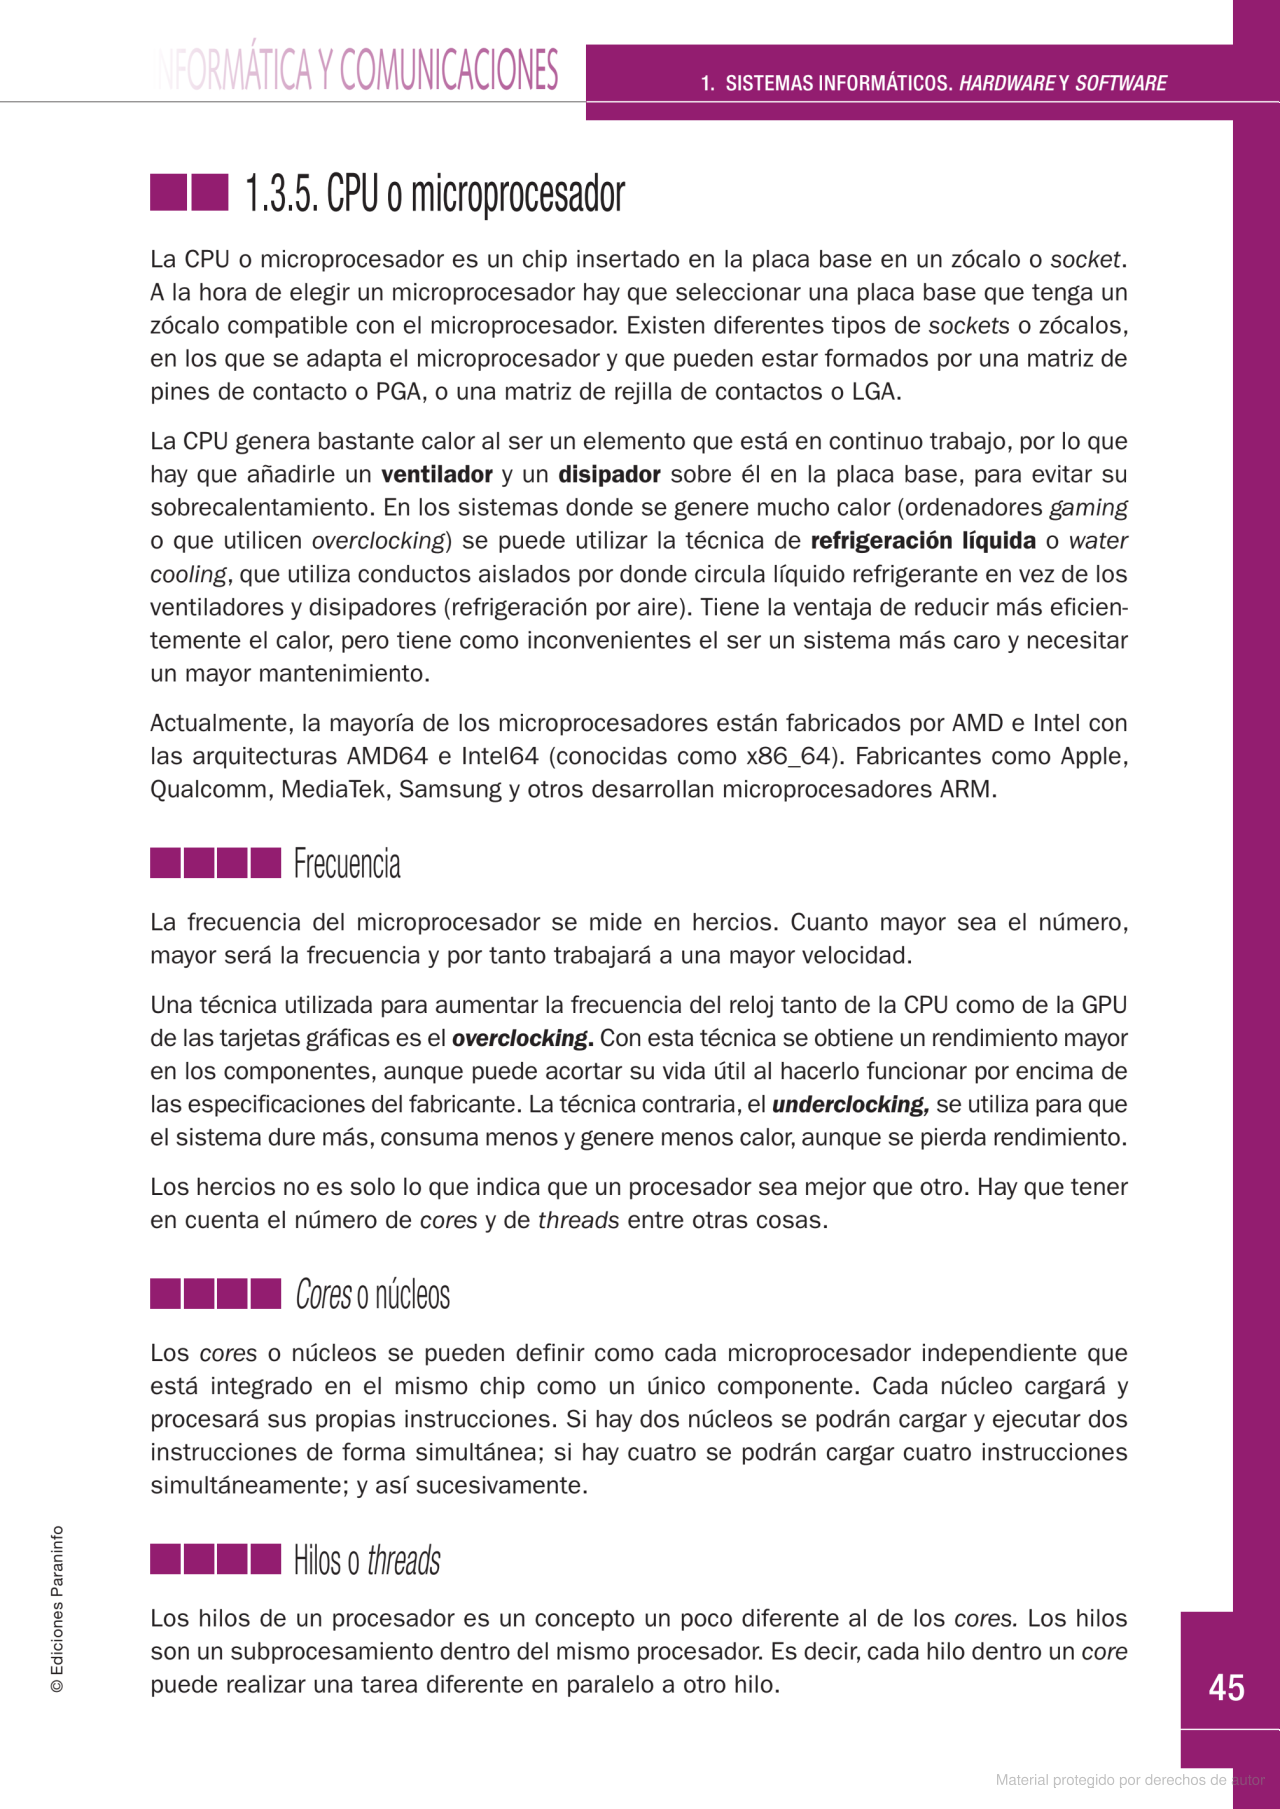 INFORMÁTICA Y COMUNICACIONES
1. SISTEMAS INFORMÁTICOS. HARDWARE Y SOFTWARE
1.3.5. CPU o microprocesador
La CPU o microprocesador es un chip insertado en la placa base en un zócalo o socket.
A la hora de elegir un microprocesador hay que seleccionar una placa base que tenga un
zócalo compatible con el microprocesador. Existen diferentes tipos de sockets o zócalos,
en los que se adapta el microprocesador y que pueden estar formados por una matriz de
pines de contacto o PGA, o una matriz de rejilla de contactos o LGA.
La CPU genera bastante calor al ser un elemento que está en continuo trabajo, por lo que
hay que añadirle un ventilador y un disipador sobre él en la placa base, para evitar su
sobrecalentamiento. En los sistemas donde se genere mucho calor (ordenadores gaming
o que utilicen overclocking) se puede utilizar la técnica de refrigeración líquida o water
cooling, que utiliza conductos aislados por donde circula líquido refrigerante en vez de los
ventiladores y disipadores (refrigeración por aire). Tiene la ventaja de reducir más eficien-
temente el calor, pero tiene como inconvenientes el ser un sistema más caro y necesitar
un mayor mantenimiento.
Actualmente, la mayoría de los microprocesadores están fabricados por AMD e Intel con
las arquitecturas AMD64 e Intel64 (conocidas como x86_64). Fabricantes como Apple,
Qualcomm, MediaTek, Samsung y otros desarrollan microprocesadores ARM.
Frecuencia
La frecuencia del microprocesador se mide en hercios. Cuanto mayor sea el número,
mayor será la frecuencia y por tanto trabajará a una mayor velocidad.
Una técnica utilizada para aumentar la frecuencia del reloj tanto de la CPU como de la GPU
de las tarjetas gráficas es el overclocking. Con esta técnica se obtiene un rendimiento mayor
en los componentes, aunque puede acortar su vida útil al hacerlo funcionar por encima de
las especificaciones del fabricante. La técnica contraria, el underclocking, se utiliza para que
el sistema dure más, consuma menos y genere menos calor, aunque se pierda rendimiento.
Los hercios no es solo lo que indica que un procesador sea mejor que otro. Hay que tener
en cuenta el número de cores y de threads entre otras cosas.
Cores o núcleos
Los cores o núcleos se pueden definir como cada microprocesador independiente que
está integrado en el mismo chip como un único componente. Cada núcleo cargará y
procesará sus propias instrucciones. Si hay dos núcleos se podrán cargar y ejecutar dos
instrucciones de forma simultánea; si hay cuatro se podrán cargar cuatro instrucciones
simultáneamente; y así sucesivamente.
Hilos o threads
Los hilos de un procesador es un concepto un poco diferente al de los cores. Los hilos
son un subprocesamiento dentro del mismo procesador. Es decir, cada hilo dentro un core
puede realizar una tarea diferente en paralelo a otro hilo.
© Ediciones Paraninfo
45
Material protegido por derechos de autor